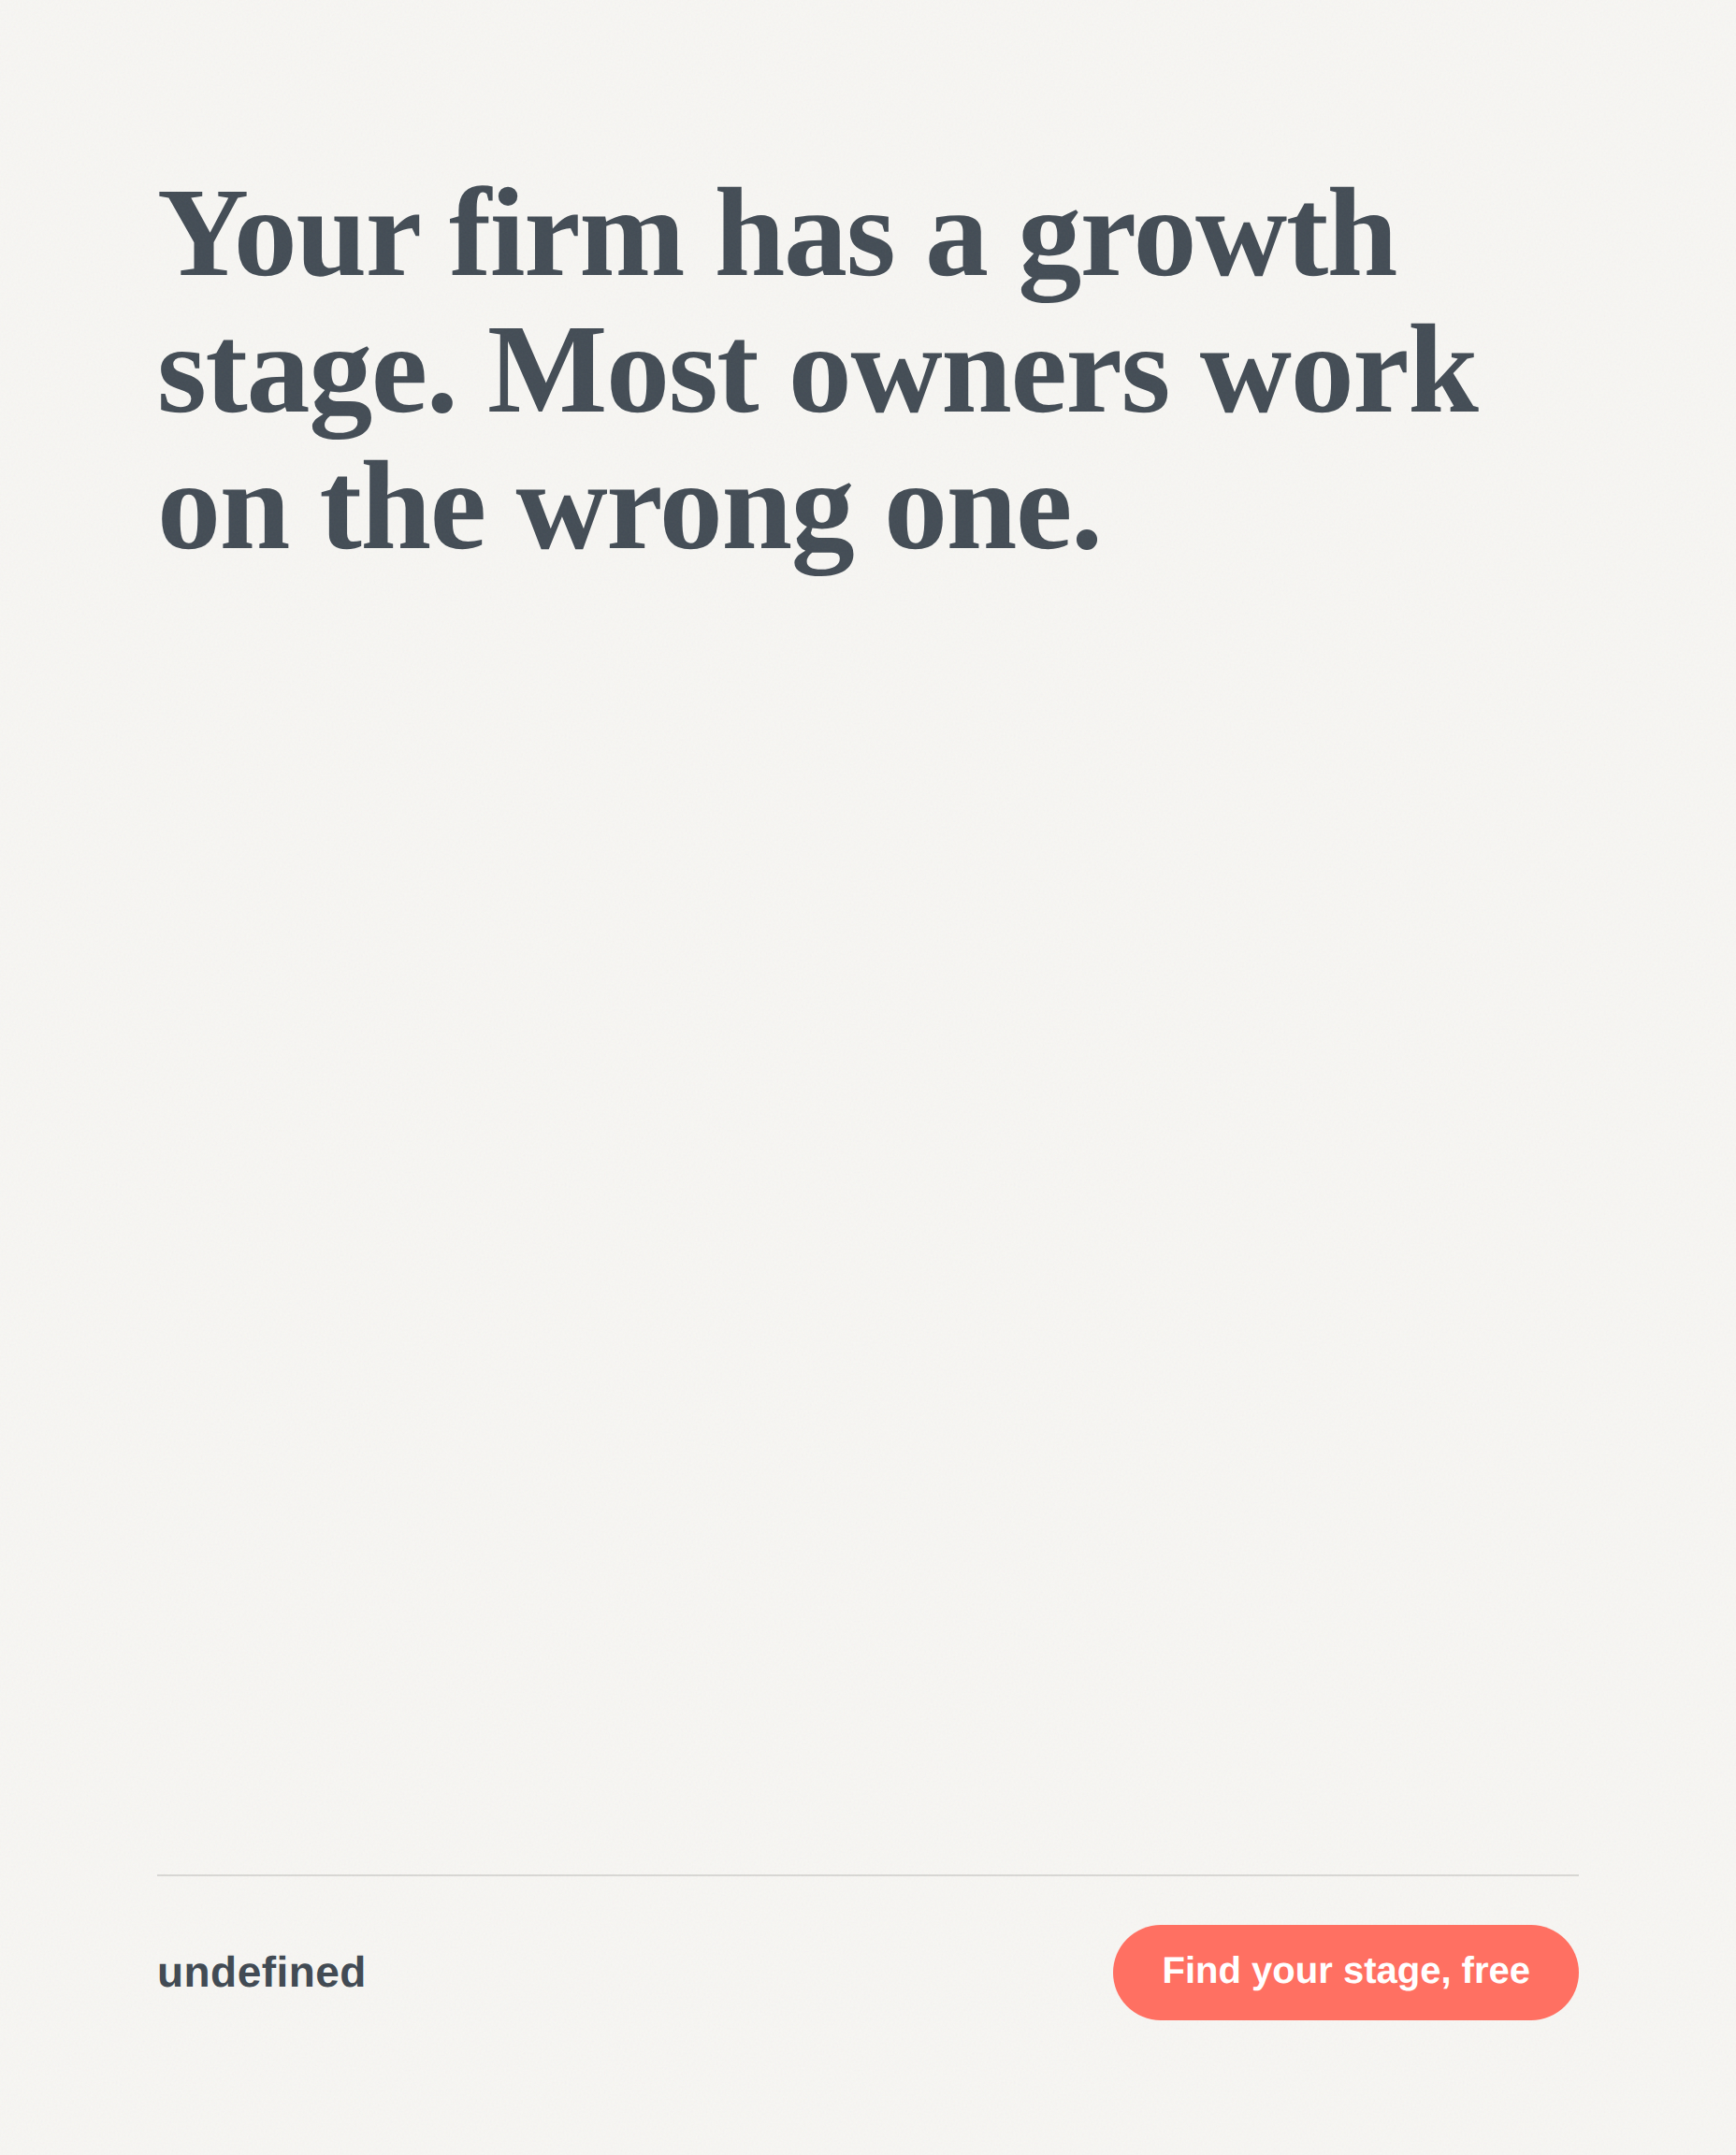 Your firm has a growth
stage. Most owners work
on the wrong one.
undefined
Find your stage, free